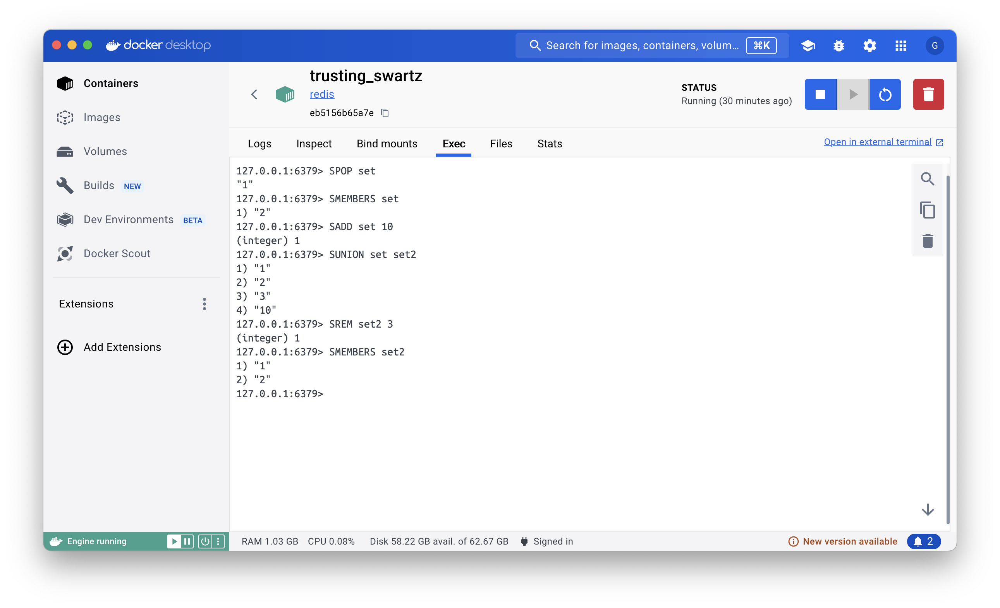 docker desktop
Search for images, containers, volum...
⌘K
G
Containers
Images
Volumes
Builds NEW
Dev Environments BETA
Docker Scout
Extensions
Add Extensions
trusting_swartz
redis
eb5156b65a7e
STATUS
Running (30 minutes ago)
Logs Inspect Bind mounts Exec Files Stats
Open in external terminal
127.0.0.1:6379> SPOP set
"1"
127.0.0.1:6379> SMEMBERS set
1) "2"
127.0.0.1:6379> SADD set 10
(integer) 1
127.0.0.1:6379> SUNION set set2
1) "1"
2) "2"
3) "3"
4) "10"
127.0.0.1:6379> SREM set2 3
(integer) 1
127.0.0.1:6379> SMEMBERS set2
1) "1"
2) "2"
127.0.0.1:6379>
Engine running
RAM 1.03 GB CPU 0.08% Disk 58.22 GB avail. of 62.67 GB Signed in
New version available
2